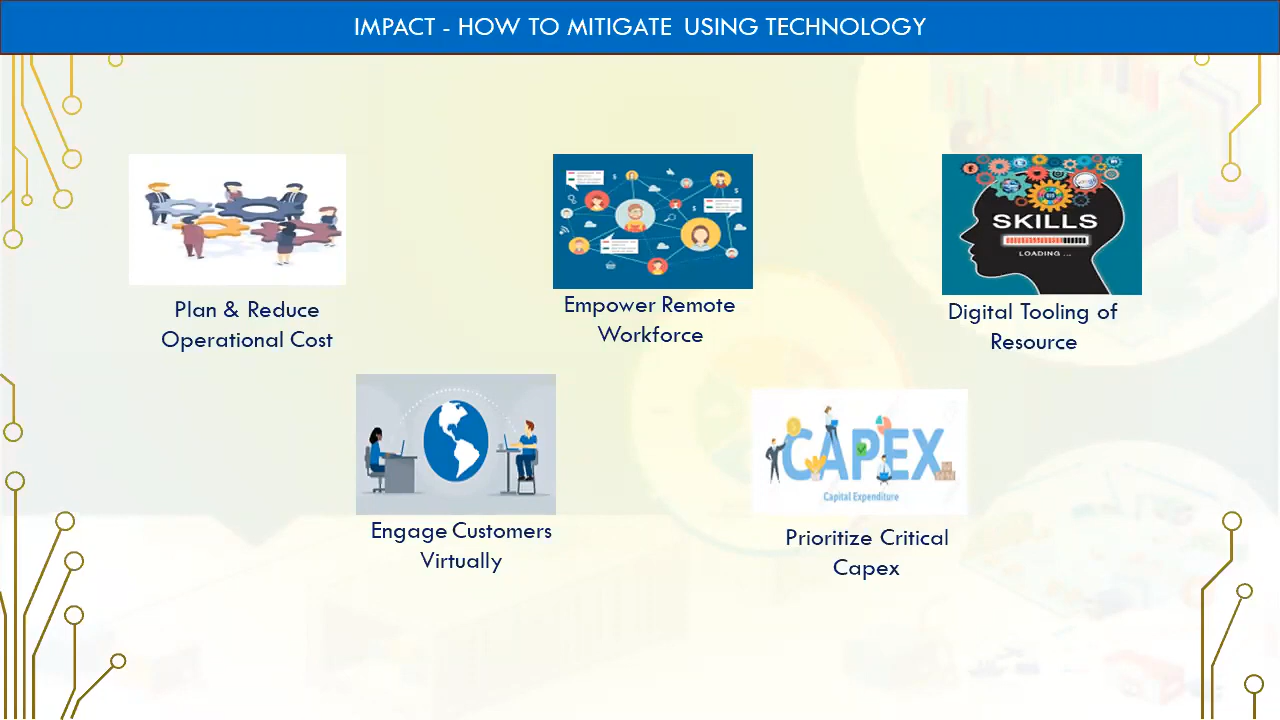 IMPACT - HOW TO MITIGATE USING TECHNOLOGY
Plan & Reduce
Operational Cost
Empower Remote
Workforce
SKILLS
LOADING ...
Digital Tooling of
Resource
Engage Customers
Virtually
CAPEX
Capital Expenditure
Prioritize Critical
Capex